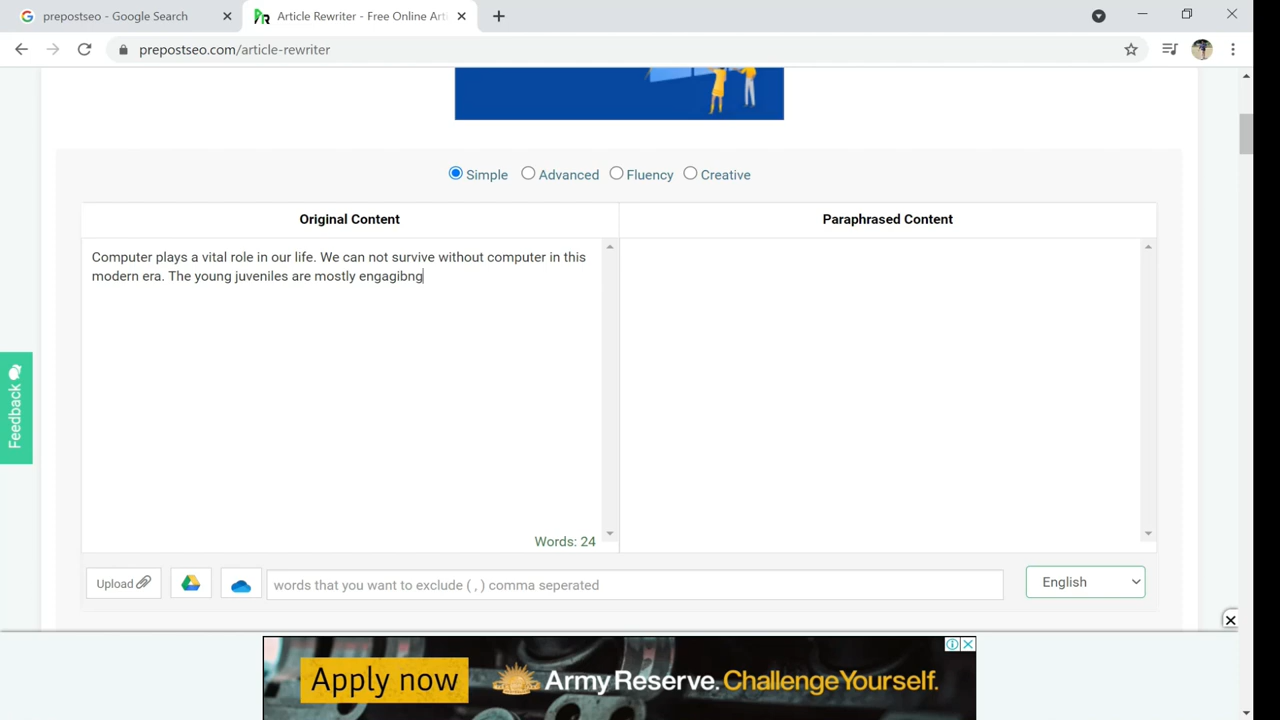 prepostseo - Google Search
Article Rewriter - Free Online Arti
prepostseo.com/article-rewriter
Simple Advanced Fluency Creative
Original Content
Paraphrased Content
Computer plays a vital role in our life. We can not survive without computer in this
modern era. The young juveniles are mostly engagibng
Words: 24
Feedback
Upload
words that you want to exclude ( , ) comma seperated
English
Apply now
Army Reserve. Challenge Yourself.